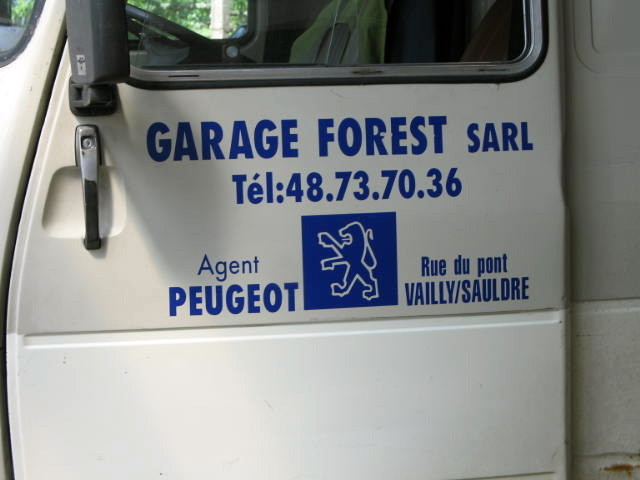 GARAGE FOREST SARL
Tél:48.73.70.36
Agent
PEUGEOT
Rue du pont
VAILLY/SAULDRE